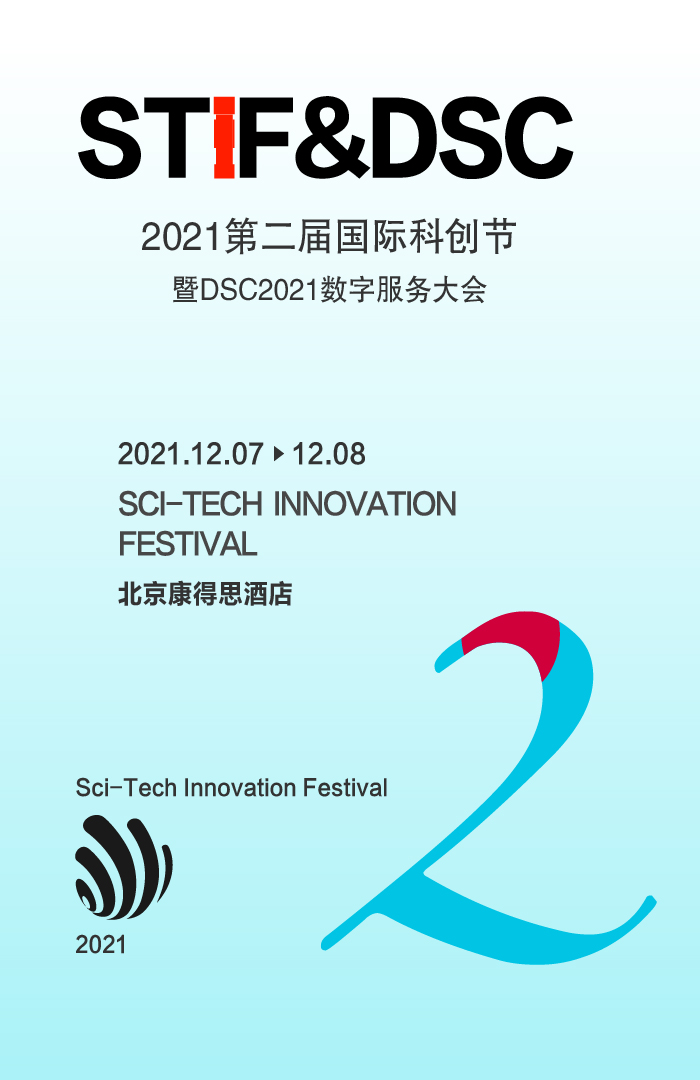 STIF&DSC
2021第二届国际科创节
暨DSC2021数字服务大会
2021.12.07▶12.08
SCI-TECH INNOVATION
FESTIVAL
北京康得思酒店
2
Sci-Tech Innovation Festival
2021